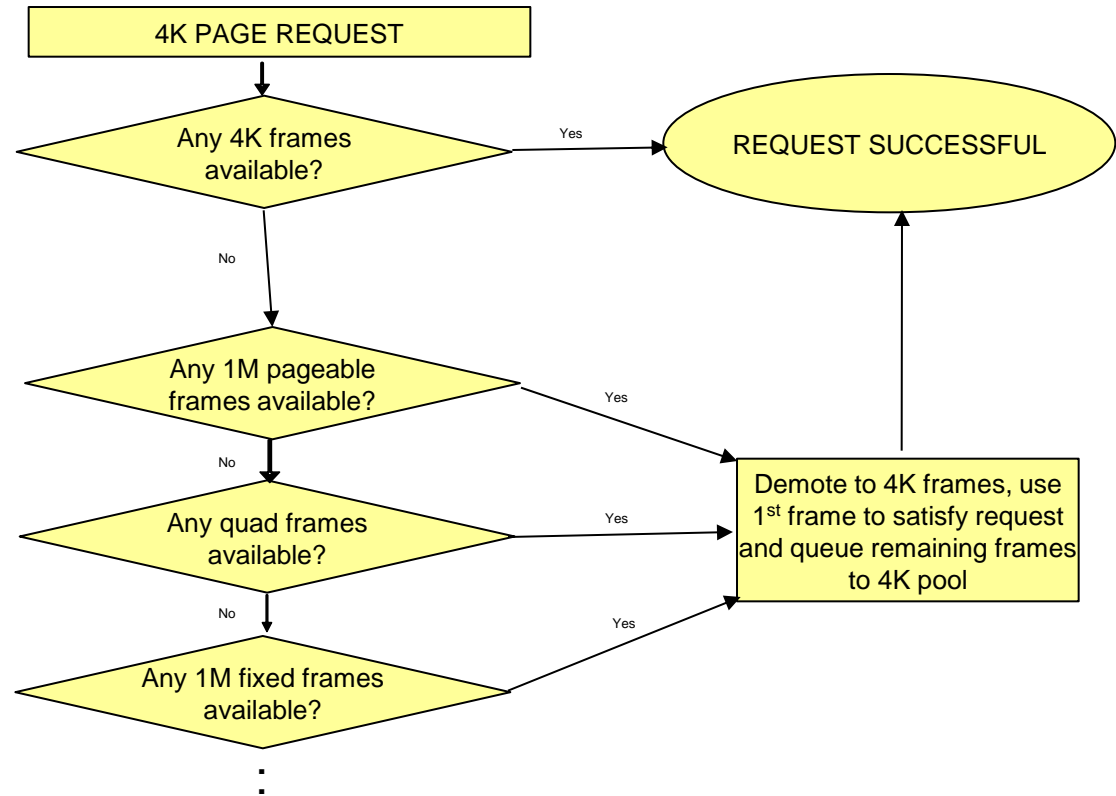 4K PAGE REQUEST
Any 4K frames
available?
Yes
REQUEST SUCCESSFUL
No
Any 1M pageable
frames available?
Yes
No
Any quad frames
available?
Yes
Demote to 4K frames, use
1st frame to satisfy request
and queue remaining frames
to 4K pool
No
Any 1M fixed frames
available?
Yes